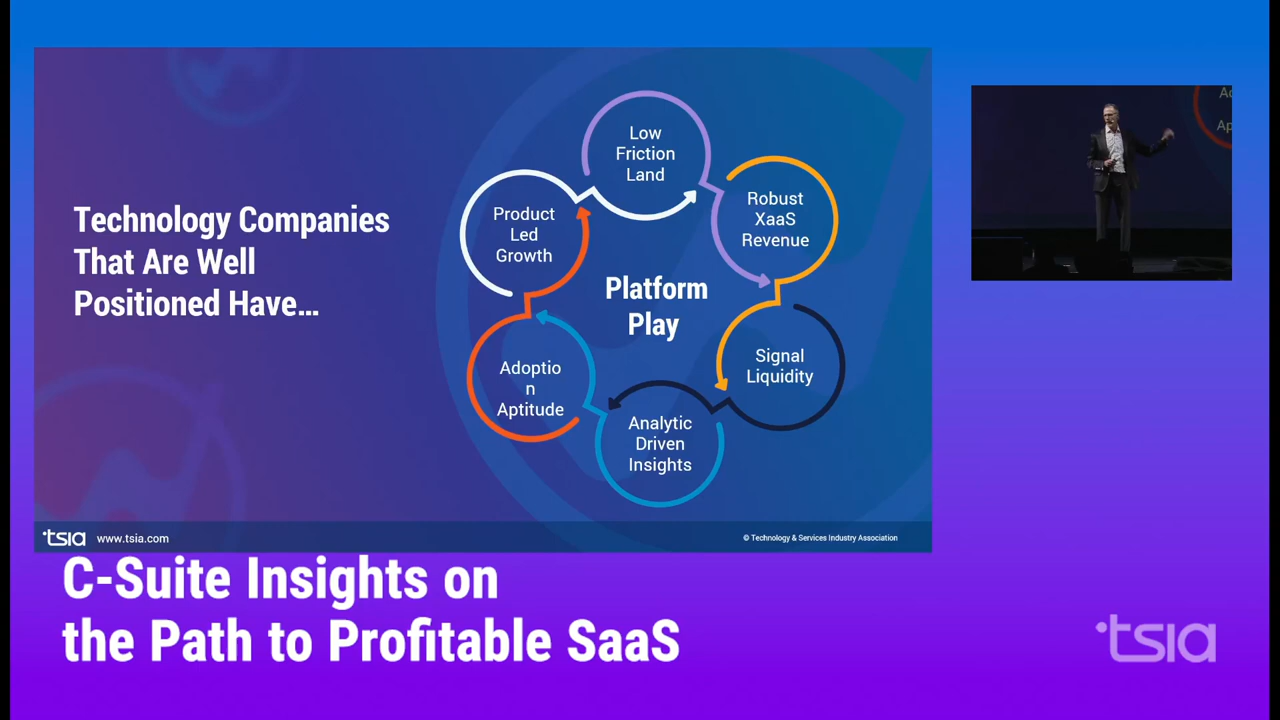 Technology Companies
That Are Well
Positioned Have...
Low
Friction
Land
Robust
XaaS
Revenue
Signal
Liquidity
Analytic
Driven
Insights
Adoptio
n
Aptitude
Product
Led
Growth
Platform
Play
Ad
Ap
tsia www.tsia.com
© Technology & Services Industry Association
C-Suite Insights on
the Path to Profitable SaaS
tsia